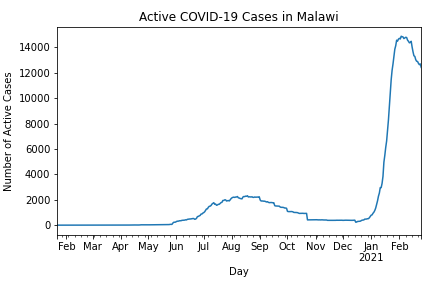 Active COVID-19 Cases in Malawi
14000
12000
10000
8000
6000
4000
2000
0
Number of Active Cases
Feb Mar Apr May Jun Jul Aug Sep Oct Nov Dec Jan Feb
2021
Day